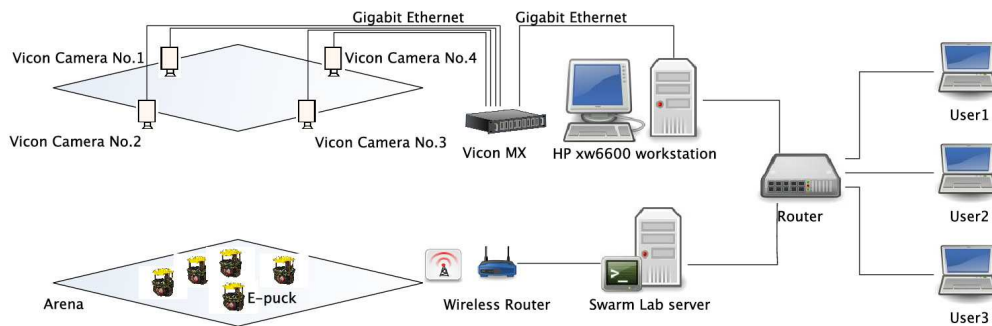 Gigabit Ethernet
Gigabit Ethernet
Vicon Camera No.1
Vicon Camera No.4
Vicon Camera No.2
Vicon Camera No.3
Vicon MX
HP xw6600 workstation
User1
Router
User2
Arena
E-puck
Wireless Router
>_
Swarm Lab server
User3